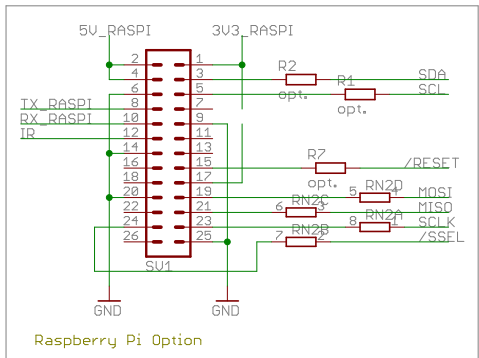 5V_RASPI 3V3_RASPI
2 1 R2 SDA
4 3 opt. R1 SCL
6 5 opt.
TX_RASPI 8 7
RX_RASPI 10 9
IR 12 11
14 13 R7 /RESET
16 15 opt.
18 17 RN2D
20 19 5 4 MOSI
22 21 RN2C 6 3 MISO
24 23 RN2A 8 1 SCLK
26 25 RN2B 7 2 /SSEL
SV1
GND GND
Raspberry Pi Option